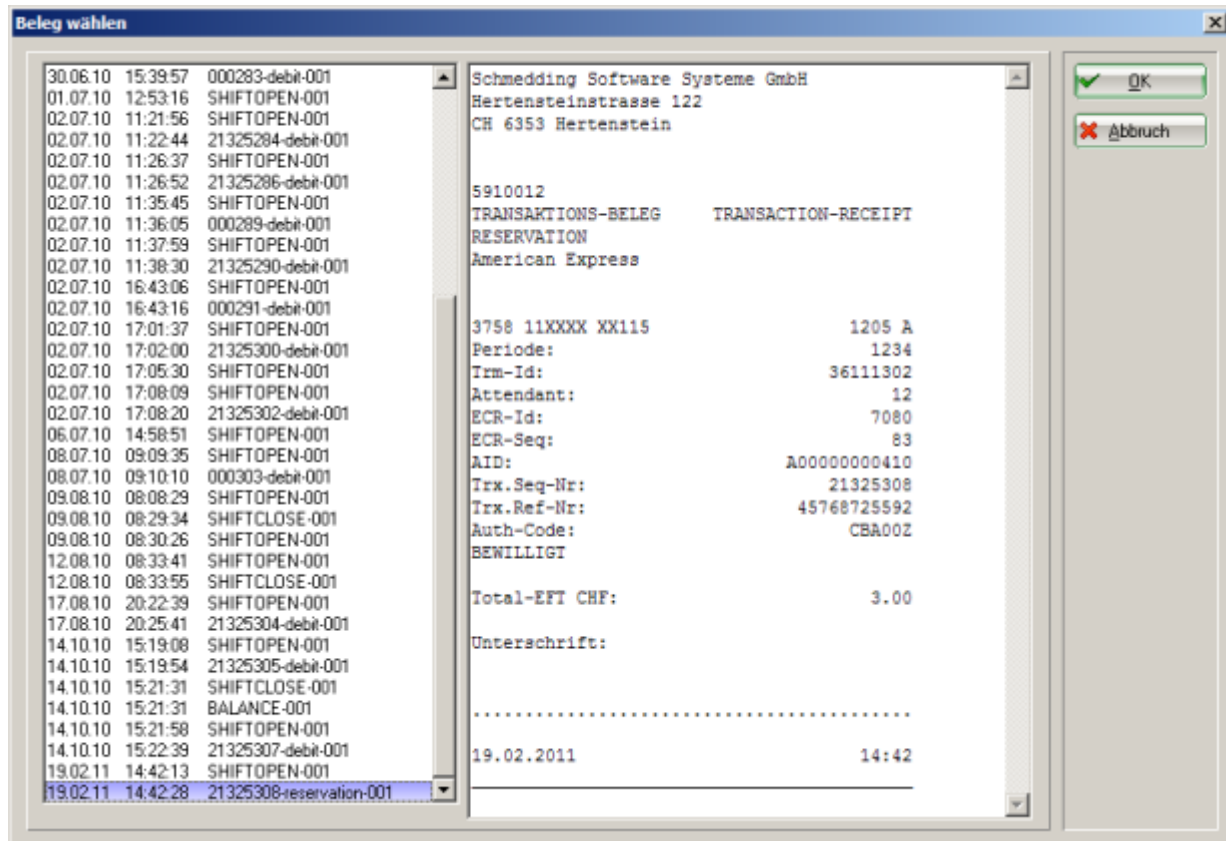 Beleg wählen
30.06.10 15:39:57 000283-debit-001
01.07.10 12:53:16 SHIFTOPEN-001
02.07.10 11:21:56 SHIFTOPEN-001
02.07.10 11:22:44 21325284-debit-001
02.07.10 11:26:37 SHIFTOPEN-001
02.07.10 11:26:52 21325286-debit-001
02.07.10 11:35:45 SHIFTOPEN-001
02.07.10 11:36:05 000289-debit-001
02.07.10 11:37:59 SHIFTOPEN-001
02.07.10 11:38:30 21325290-debit-001
02.07.10 16:43:06 SHIFTOPEN-001
02.07.10 16:43:16 000291-debit-001
02.07.10 17:01:37 SHIFTOPEN-001
02.07.10 17:02:00 21325300-debit-001
02.07.10 17:05:30 SHIFTOPEN-001
02.07.10 17:08:09 SHIFTOPEN-001
02.07.10 17:08:20 21325302-debit-001
06.07.10 14:58:51 SHIFTOPEN-001
08.07.10 09:09:35 SHIFTOPEN-001
08.07.10 09:10:10 000303-debit-001
09.08.10 08:08:29 SHIFTOPEN-001
09.08.10 08:29:34 SHIFTCLOSE-001
09.08.10 08:30:26 SHIFTOPEN-001
12.08.10 08:33:41 SHIFTOPEN-001
12.08.10 08:33:55 SHIFTCLOSE-001
17.08.10 20:22:39 SHIFTOPEN-001
17.08.10 20:25:41 21325304-debit-001
14.10.10 15:19:08 SHIFTOPEN-001
14.10.10 15:19:54 21325305-debit-001
14.10.10 15:21:31 SHIFTCLOSE-001
14.10.10 15:21:31 BALANCE-001
14.10.10 15:21:58 SHIFTOPEN-001
14.10.10 15:22:39 21325307-debit-001
19.02.11 14:42:13 SHIFTOPEN-001
19.02.11 14:42:28 21325308-reservation-001
Schmedding Software Systeme GmbH
Hertensteinstrasse 122
CH 6353 Hertenstein
5910012
TRANSAKTIONS-BELEG TRANSACTION-RECEIPT
RESERVATION
American Express
3758 11XXXX XX115 1205 A
Periode: 1234
Trm-Id: 36111302
Attendant: 12
ECR-Id: 7080
ECR-Seq: 83
AID: A00000000410
Trx.Seq-Nr: 21325308
Trx.Ref-Nr: 45768725592
Auth-Code: CBA00Z
BEWILLIGT
Total-EFT CHF: 3.00
Unterschrift:
..........................................
19.02.2011 14:42
OK
Abbruch